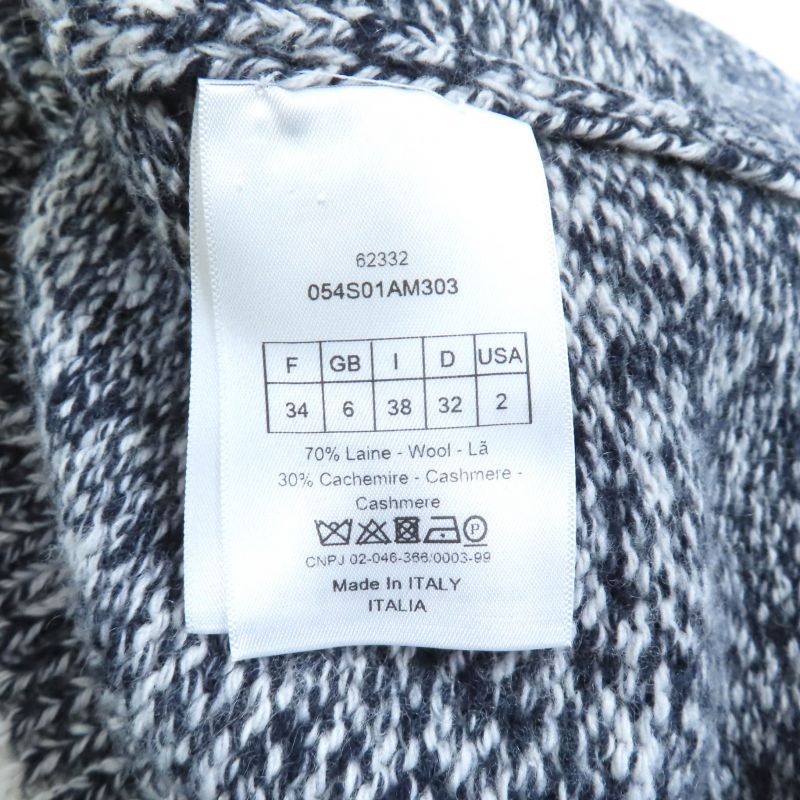 62332
054S01AM303
F GB I D USA
34 6 38 32 2
70% Laine - Wool - Lã
30% Cachemire - Cashmere -
Cashmere
P
CNPJ 02-046-366/0003-99
Made In ITALY
ITALIA